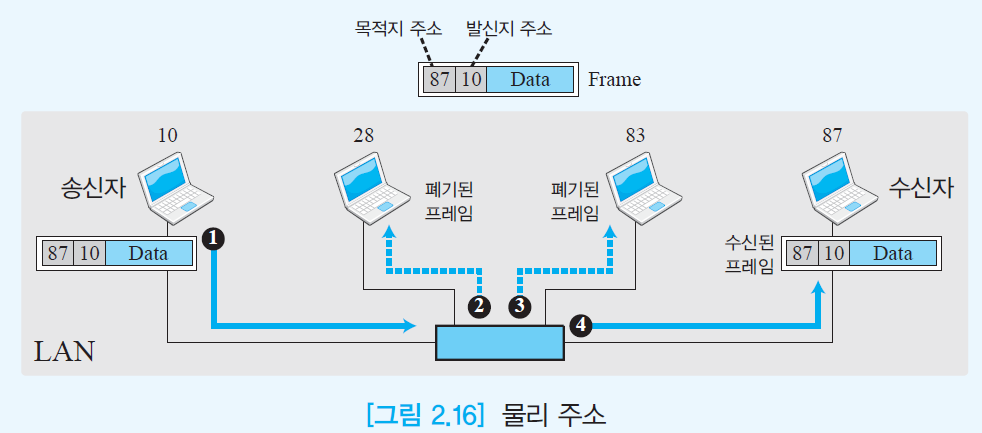 목적지 주소 발신지 주소
87 10 Data Frame
10 28 83 87
송신자
폐기된
프레임
폐기된
프레임
수신자
87 10 Data
1
수신된
프레임
87 10 Data
2 3
4
LAN
[그림 2.16] 물리 주소